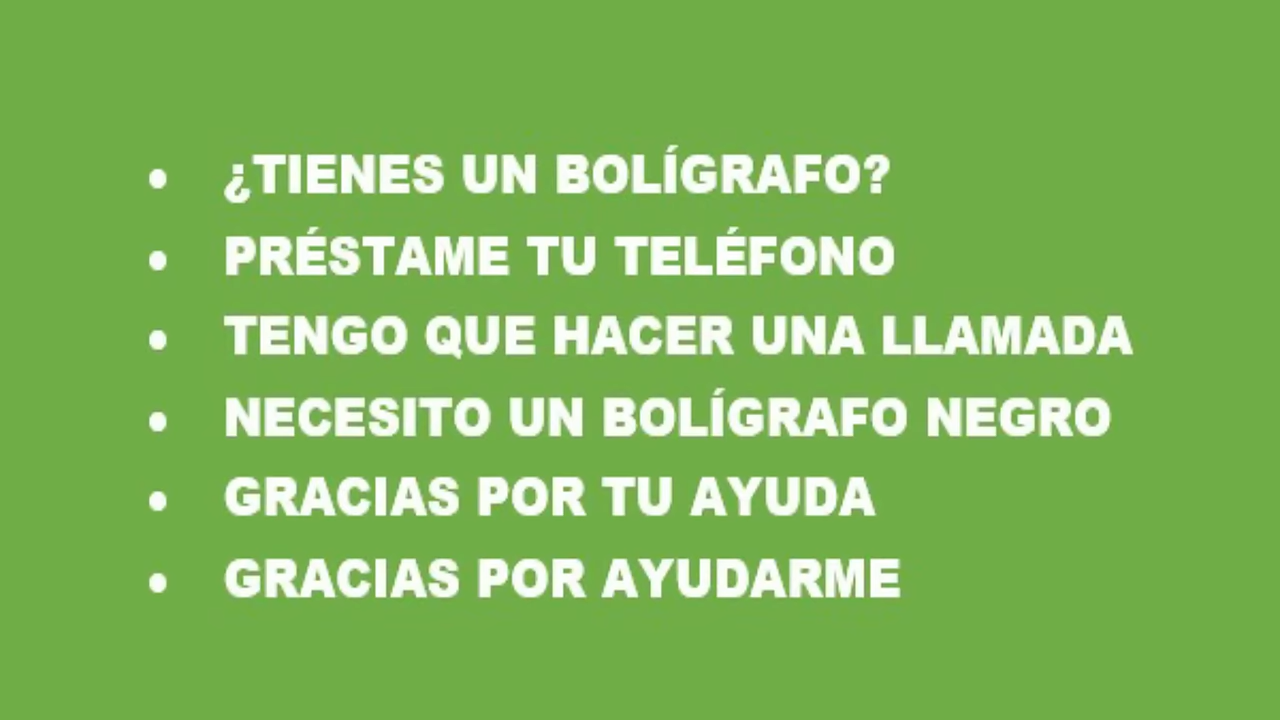 • ¿TIENES UN BOLÍGRAFO?
• PRÉSTAME TU TELÉFONO
• TENGO QUE HACER UNA LLAMADA
• NECESITO UN BOLÍGRAFO NEGRO
• GRACIAS POR TU AYUDA
• GRACIAS POR AYUDARME